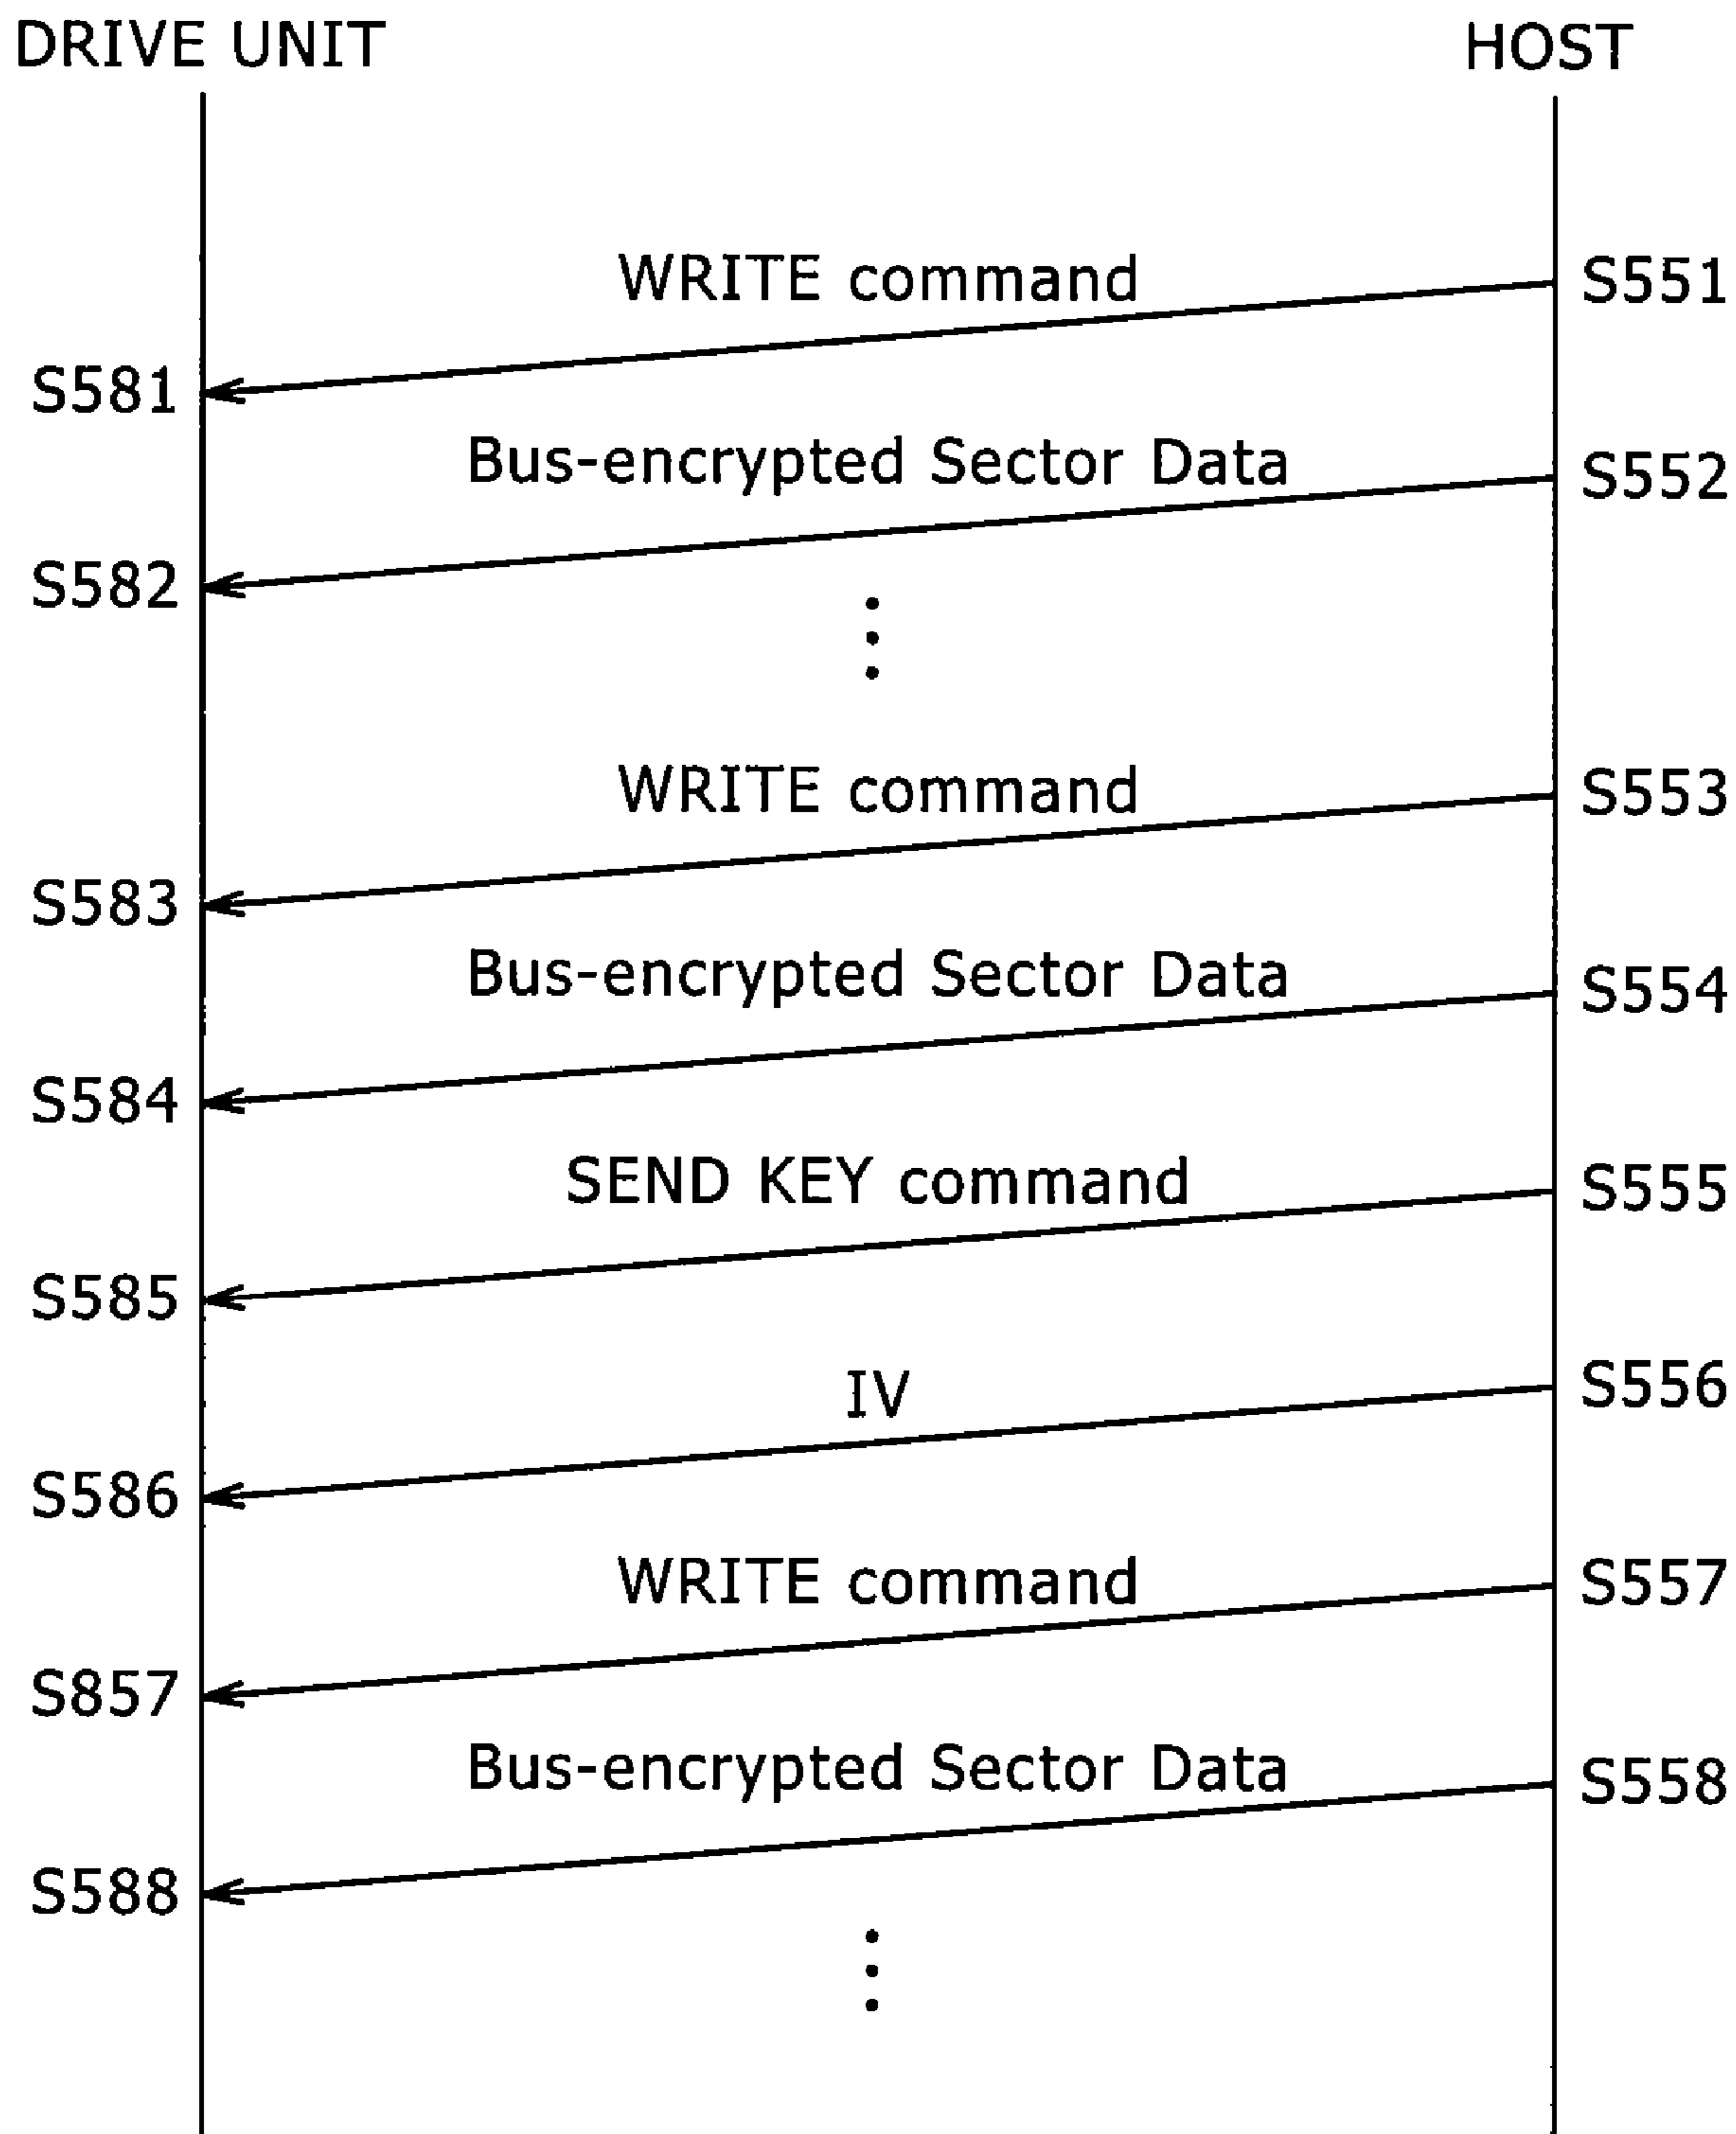 DRIVE UNIT HOST
WRITE command S551
S581
Bus-encrypted Sector Data S552
S582
WRITE command S553
S583
Bus-encrypted Sector Data S554
S584
SEND KEY command S555
S585
IV S556
S586
WRITE command S557
S857
Bus-encrypted Sector Data S558
S588